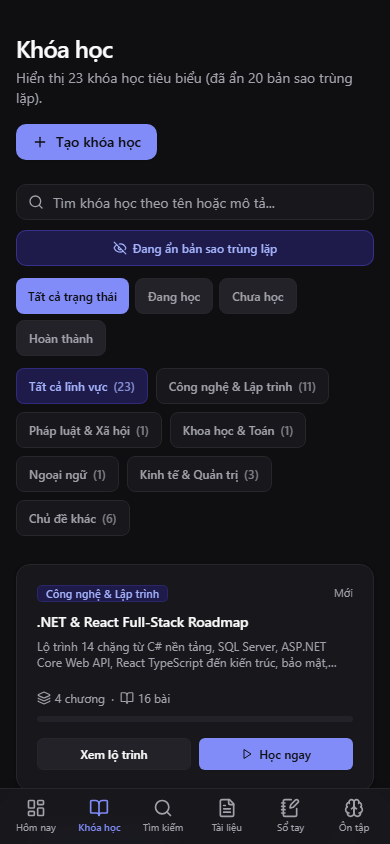 Khóa học
Hiển thị 23 khóa học tiêu biểu (đã ẩn 20 bản sao trùng
lặp).
Tạo khóa học
Tìm khóa học theo tên hoặc mô tả...
Đang ẩn bản sao trùng lặp
Tất cả trạng thái
Đang học
Chưa học
Hoàn thành
Tất cả lĩnh vực (23)
Công nghệ & Lập trình (11)
Pháp luật & Xã hội (1)
Khoa học & Toán (1)
Ngoại ngữ (1)
Kinh tế & Quản trị (3)
Chủ đề khác (6)
Công nghệ & Lập trình
Mới
.NET & React Full-Stack Roadmap
Lộ trình 14 chặng từ C# nền tảng, SQL Server, ASP.NET
Core Web API, React TypeScript đến kiến trúc, bảo mật,...
4 chương · 16 bài
Xem lộ trình
Học ngay
Hôm nay
Khóa học
Tìm kiếm
Tài liệu
Sổ tay
Ôn tập